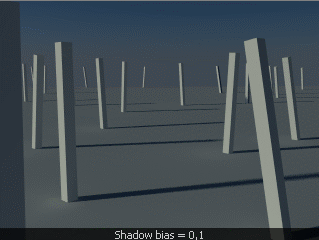 Shadow bias = 0,1